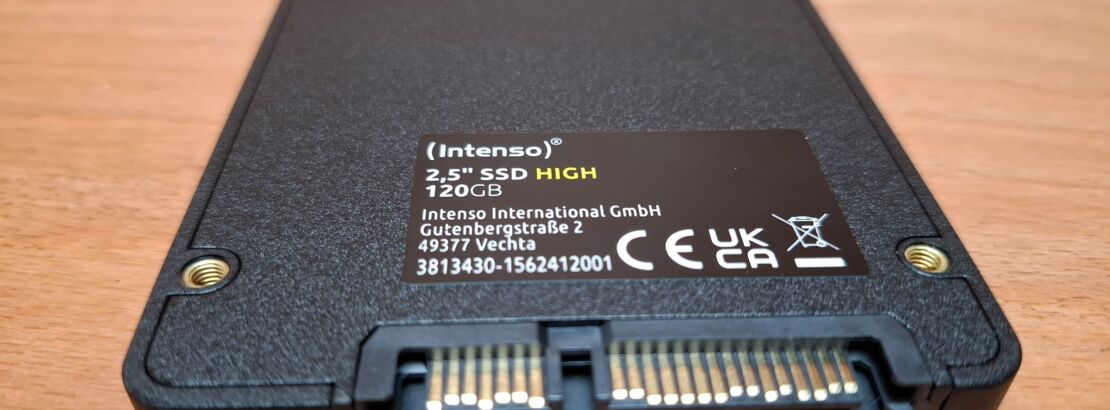 (Intenso)®
2,5" SSD HIGH
120GB
Intenso International GmbH
Gutenbergstraße 2
49377 Vechta
3813430-1562412001
CE
UK
CA